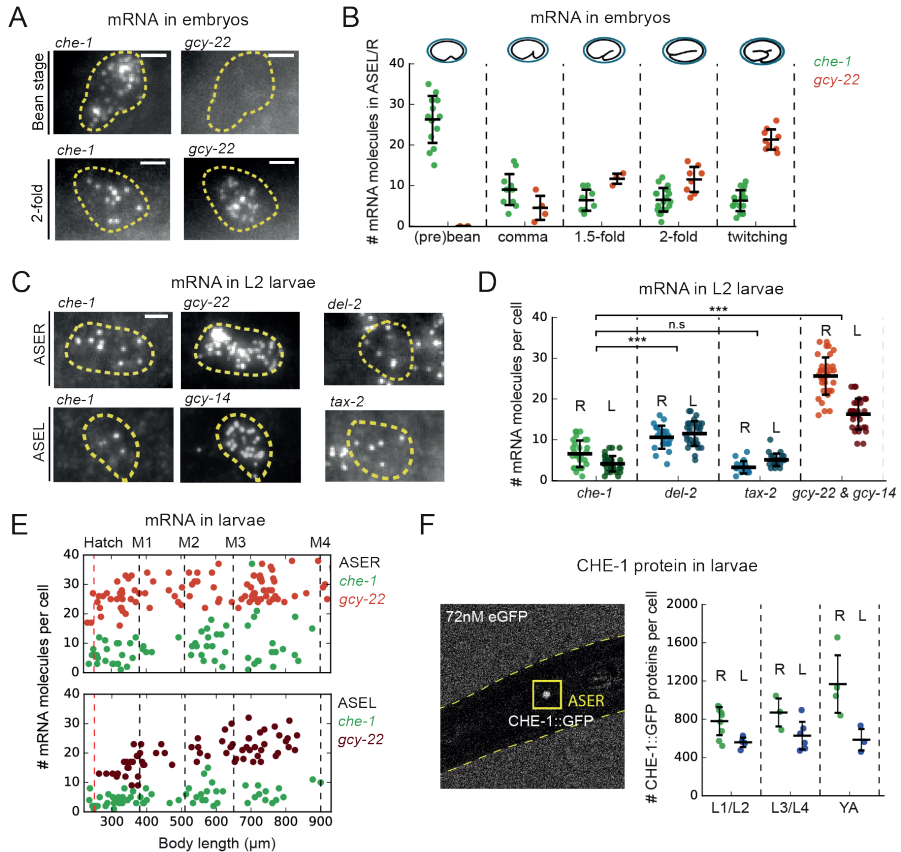 A
mRNA in embryos
che-1
gcy-22
Bean stage
che-1
gcy-22
2-fold
B
mRNA in embryos
# mRNA molecules in ASEL/R
40
30
20
10
0
(pre)bean
comma
1.5-fold
2-fold
twitching
che-1
gcy-22
C
mRNA in L2 larvae
che-1
gcy-22
del-2
ASER
che-1
gcy-14
tax-2
ASEL
D
mRNA in L2 larvae
# mRNA molecules per cell
40
30
20
10
0
***
n.s
***
R
L
R
L
R
L
R
L
che-1
del-2
tax-2
gcy-22 & gcy-14
E
mRNA in larvae
Hatch
M1
M2
M3
M4
# mRNA molecules per cell
40
30
20
10
0
ASER
che-1
gcy-22
40
30
20
10
0
ASEL
che-1
gcy-22
300
400
500
600
700
800
900
Body length (μm)
F
CHE-1 protein in larvae
72nM eGFP
ASER
CHE-1::GFP
# CHE-1::GFP proteins per cell
2000
1600
1200
800
400
0
R
L
R
L
R
L
L1/L2
L3/L4
YA